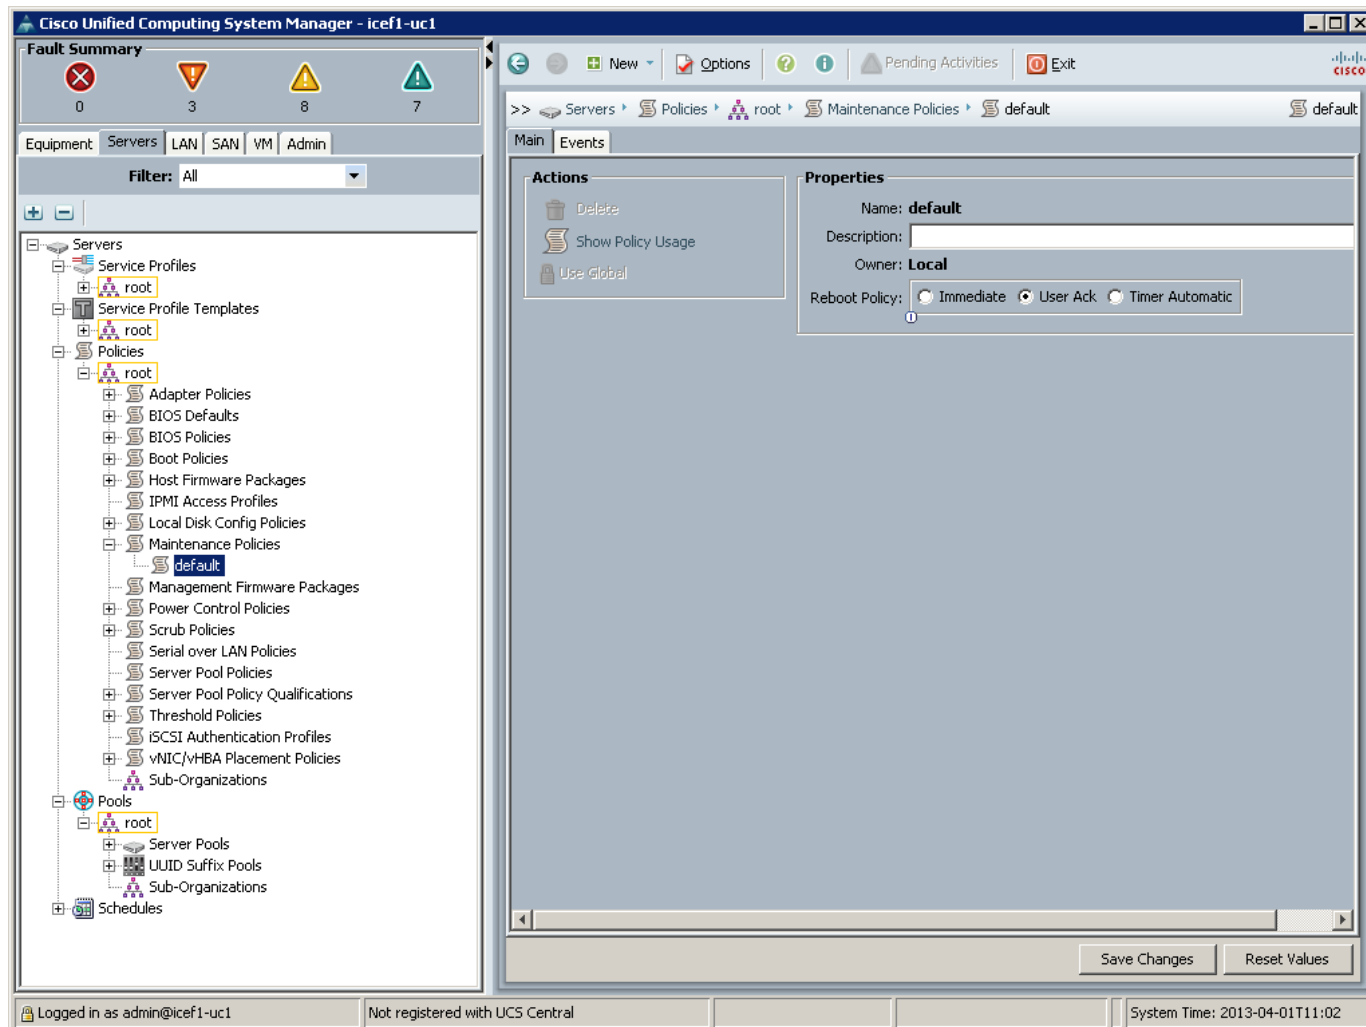 Cisco Unified Computing System Manager - icef1-uc1
Fault Summary
0 3 8 7
Equipment Servers LAN SAN VM Admin
Filter: All
Servers
Service Profiles
root
Service Profile Templates
root
Policies
root
Adapter Policies
BIOS Defaults
BIOS Policies
Boot Policies
Host Firmware Packages
IPMI Access Profiles
Local Disk Config Policies
Maintenance Policies
default
Management Firmware Packages
Power Control Policies
Scrub Policies
Serial over LAN Policies
Server Pool Policies
Server Pool Policy Qualifications
Threshold Policies
iSCSI Authentication Profiles
vNIC/vHBA Placement Policies
Sub-Organizations
Pools
root
Server Pools
UUID Suffix Pools
Sub-Organizations
Schedules
New Options Pending Activities Exit
CISCO
>> Servers Policies root Maintenance Policies default default
Main Events
Actions
Delete
Show Policy Usage
Use Global
Properties
Name: default
Description:
Owner: Local
Reboot Policy: Immediate User Ack Timer Automatic
Save Changes Reset Values
Logged in as admin@icef1-uc1 Not registered with UCS Central System Time: 2013-04-01T11:02